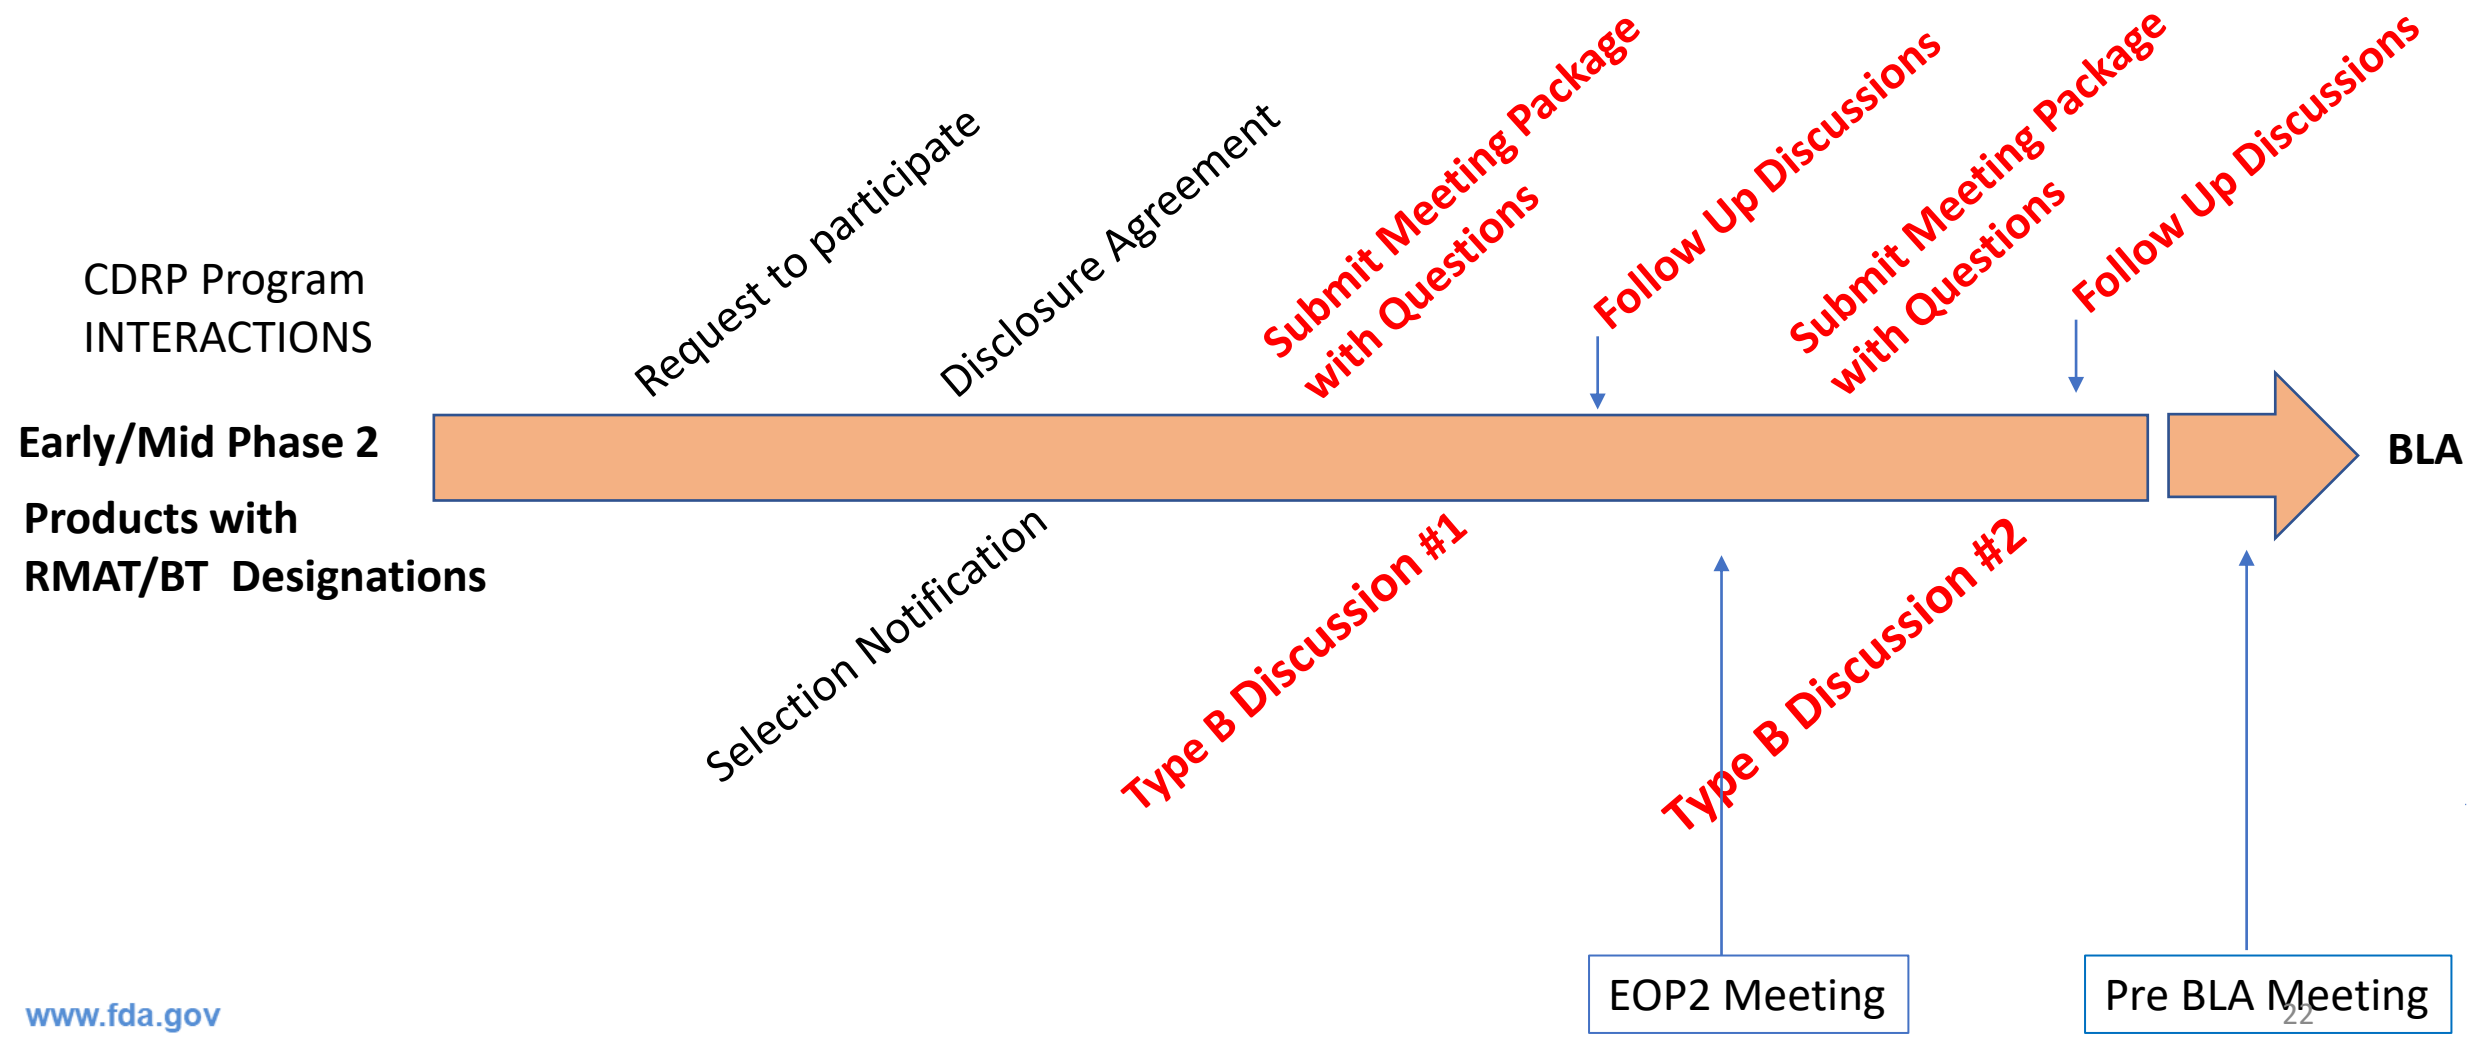 CDRP Program
INTERACTIONS
Request to participate
Disclosure Agreement
Submit Meeting Package
with Questions
Follow Up Discussions
Submit Meeting Package
with Questions
Follow Up Discussions
Early/Mid Phase 2
BLA
Products with
RMAT/BT Designations
Selection Notification
Type B Discussion #1
Type B Discussion #2
EOP2 Meeting
Pre BLA Meeting
www.fda.gov
22